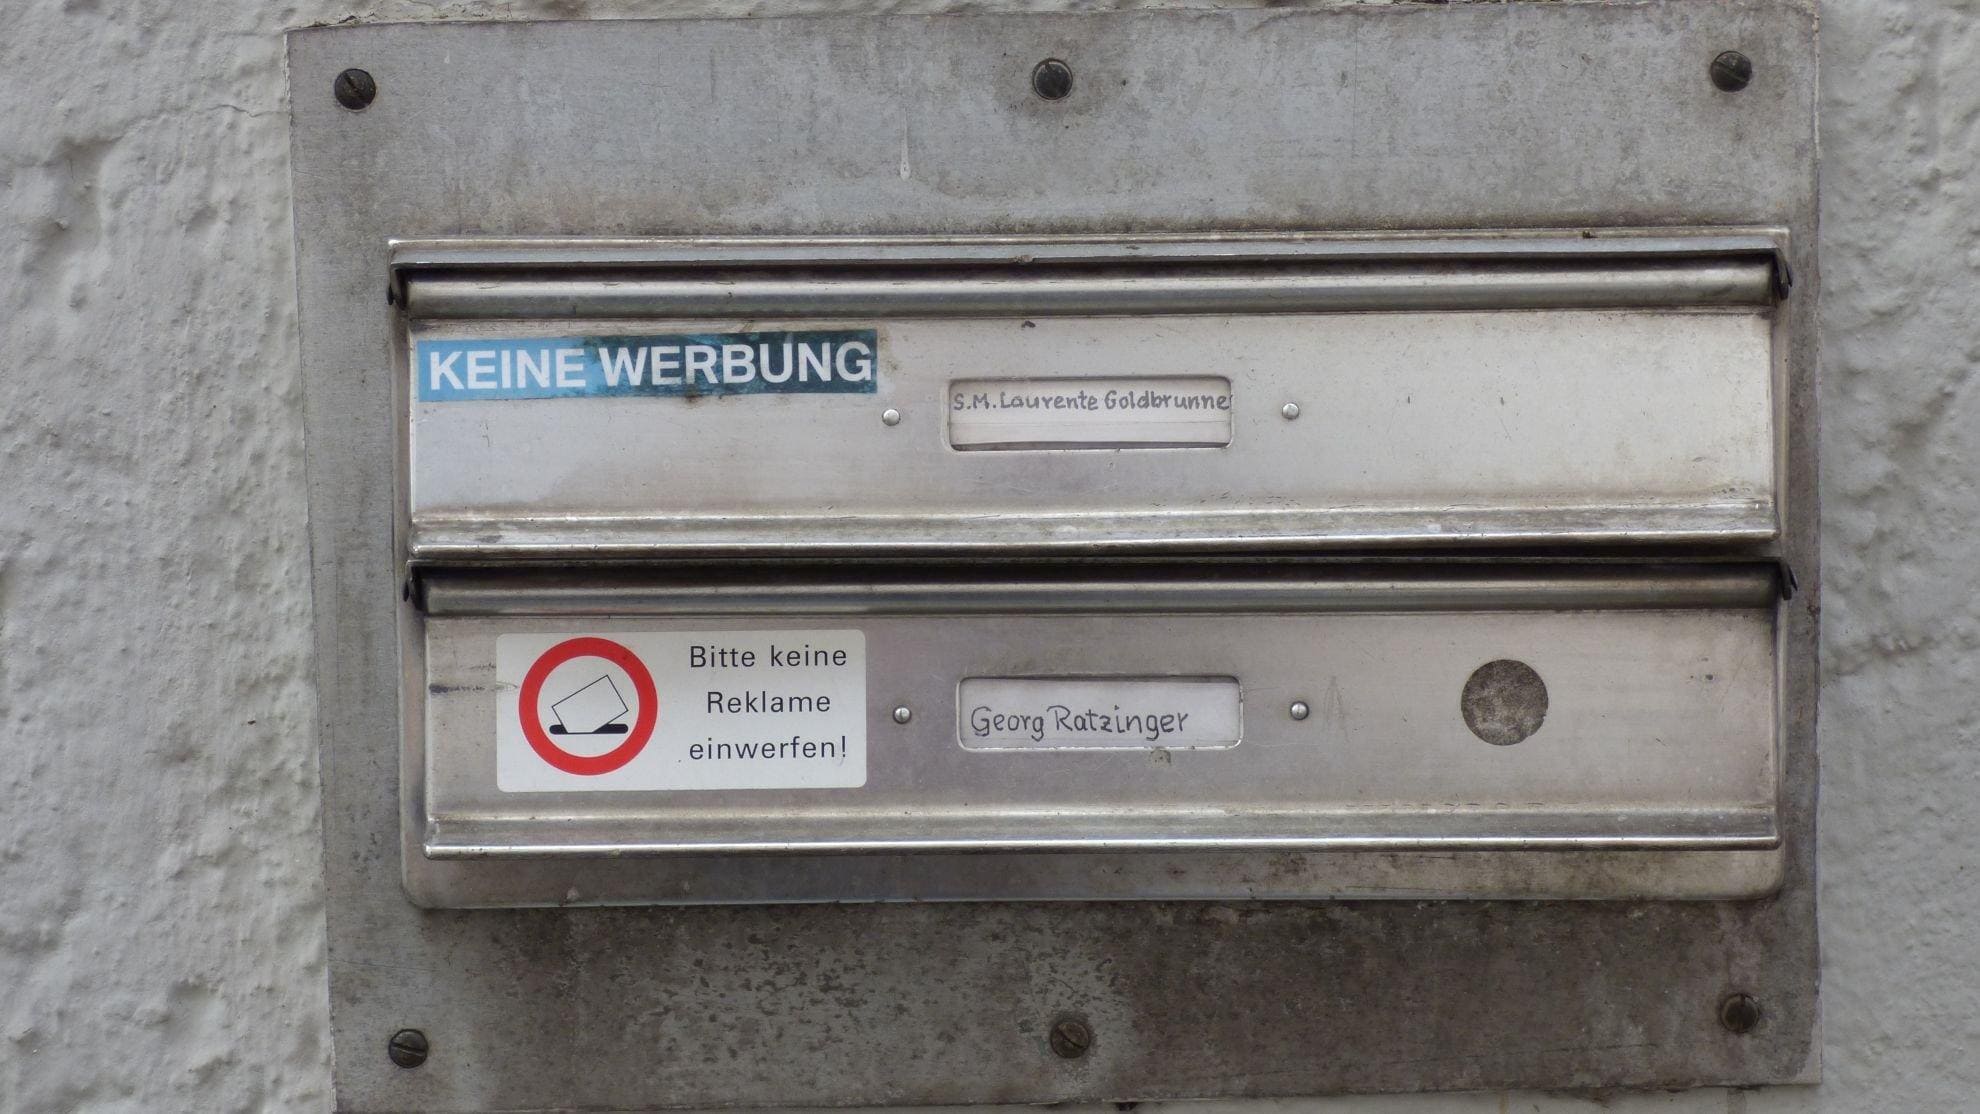 KEINE WERBUNG
S.M. Laurente Goldbrunne
Bitte keine
Reklame
einwerfen!
Georg Ratzinger